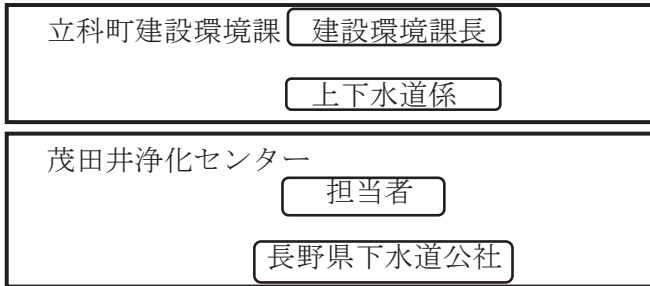 立科町建設環境課 建設環境課長
上下水道係
茂田井浄化センター
担当者
長野県下水道公社